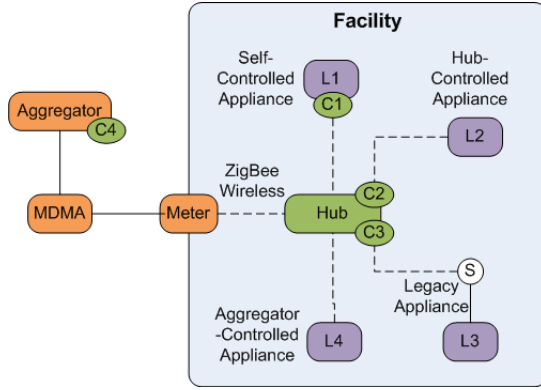 Facility
Self-
Controlled
Appliance
L1
C1
Hub-
Controlled
Appliance
L2
Aggregator
C4
ZigBee
Wireless
MDMA
Meter
Hub
C2
C3
S
Legacy
Appliance
L3
Aggregator
-Controlled
Appliance
L4